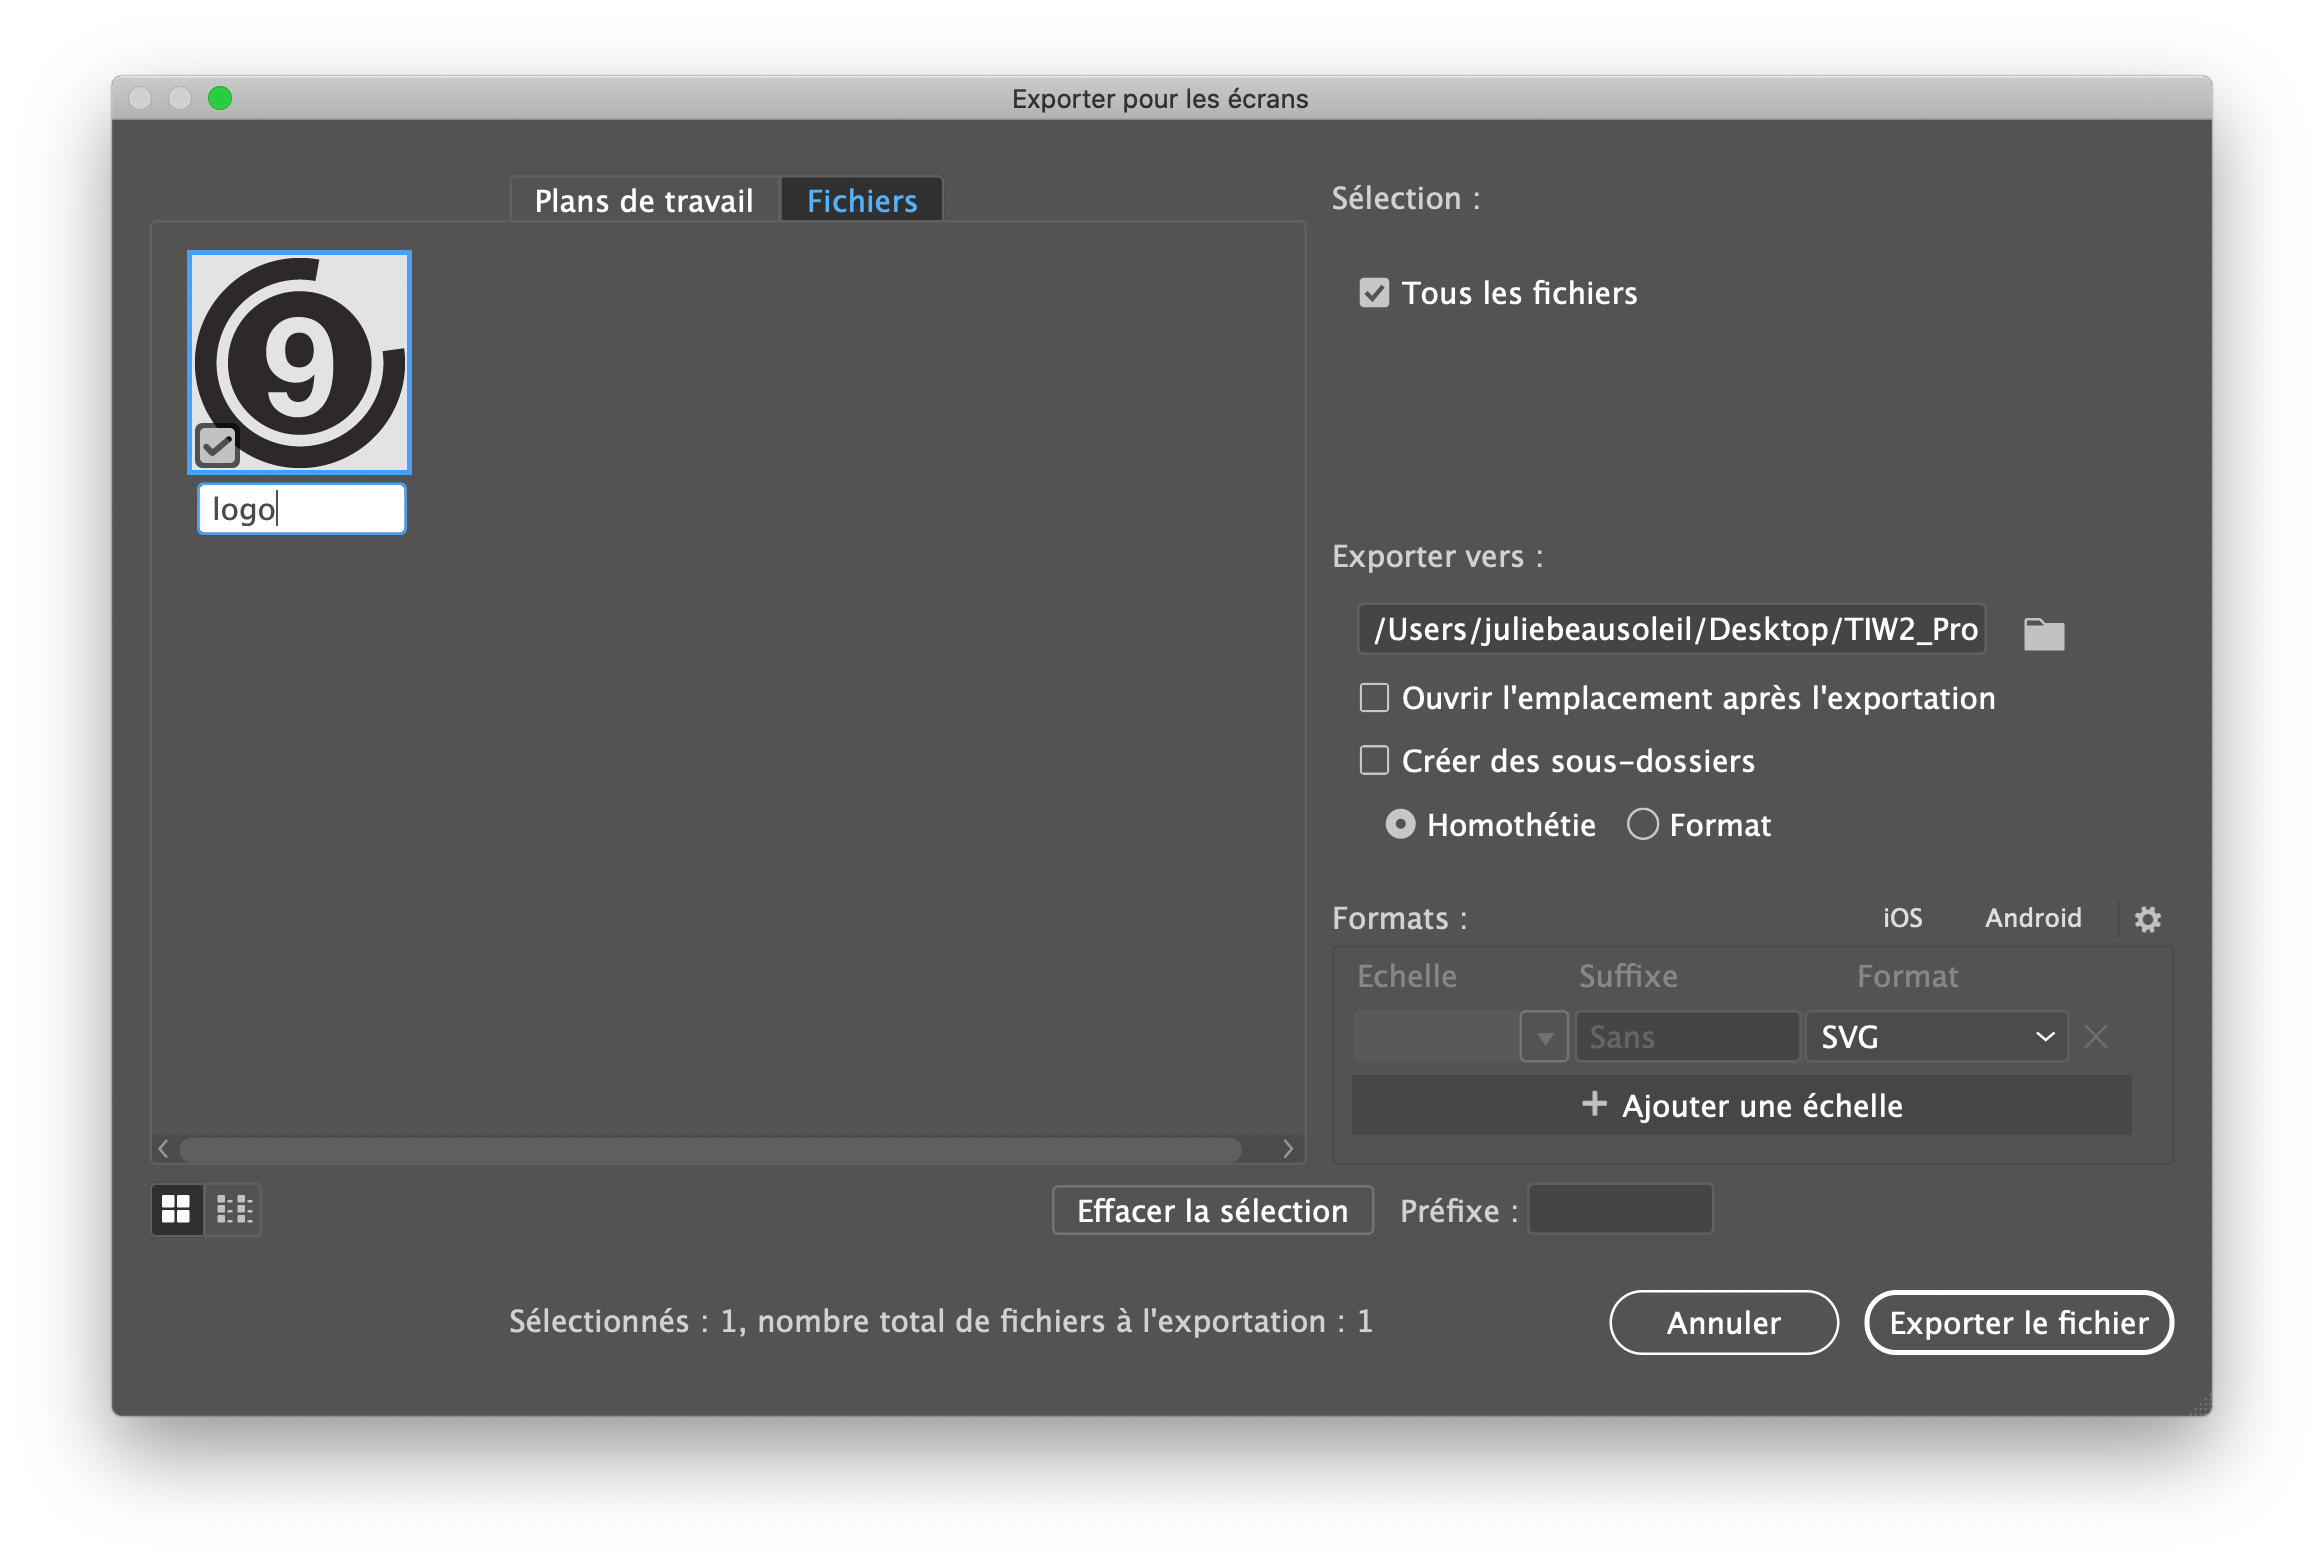 Exporter pour les écrans
Plans de travail
Fichiers
9
logo
Sélection :
Tous les fichiers
Exporter vers :
/Users/juliebeausoleil/Desktop/TIW2_Pro
Ouvrir l'emplacement après l'exportation
Créer des sous-dossiers
Homothétie
Format
Formats :
iOS
Android
Echelle
Suffixe
Format
Sans
SVG
+ Ajouter une échelle
Effacer la sélection
Préfixe :
Sélectionnés : 1, nombre total de fichiers à l'exportation : 1
Annuler
Exporter le fichier